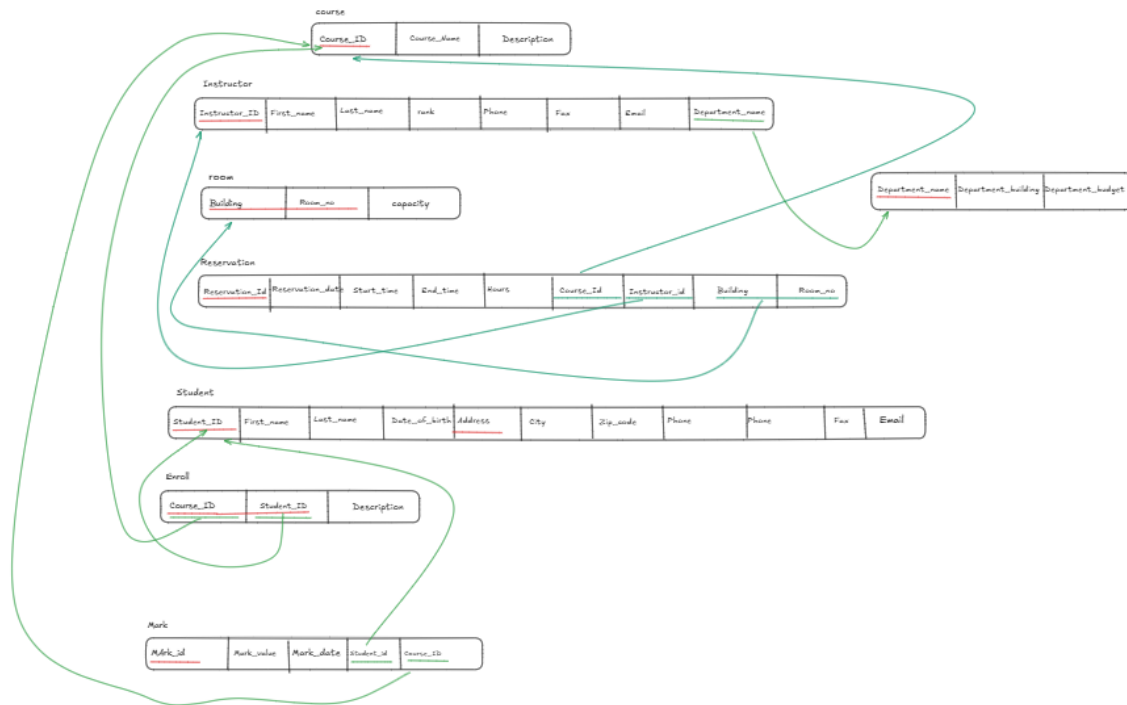 course
Course_ID Course_Name Description
Instructor
Instructor_ID First_name Last_name rank Phone Fax Email Department_name
room
Building Room_no capacity
Department_name Department_building Department_budget
Reservation
Reservation_Id Reservation_date Start_time End_time Hours Course_Id Instructor_id Building Room_no
Student
Student_ID First_name Last_name Date_of_birth Address City Zip_code Phone Phone Fax Email
Enroll
Course_ID Student_ID Description
Mark
MArk_id Mark_value Mark_date Student_id Course_ID